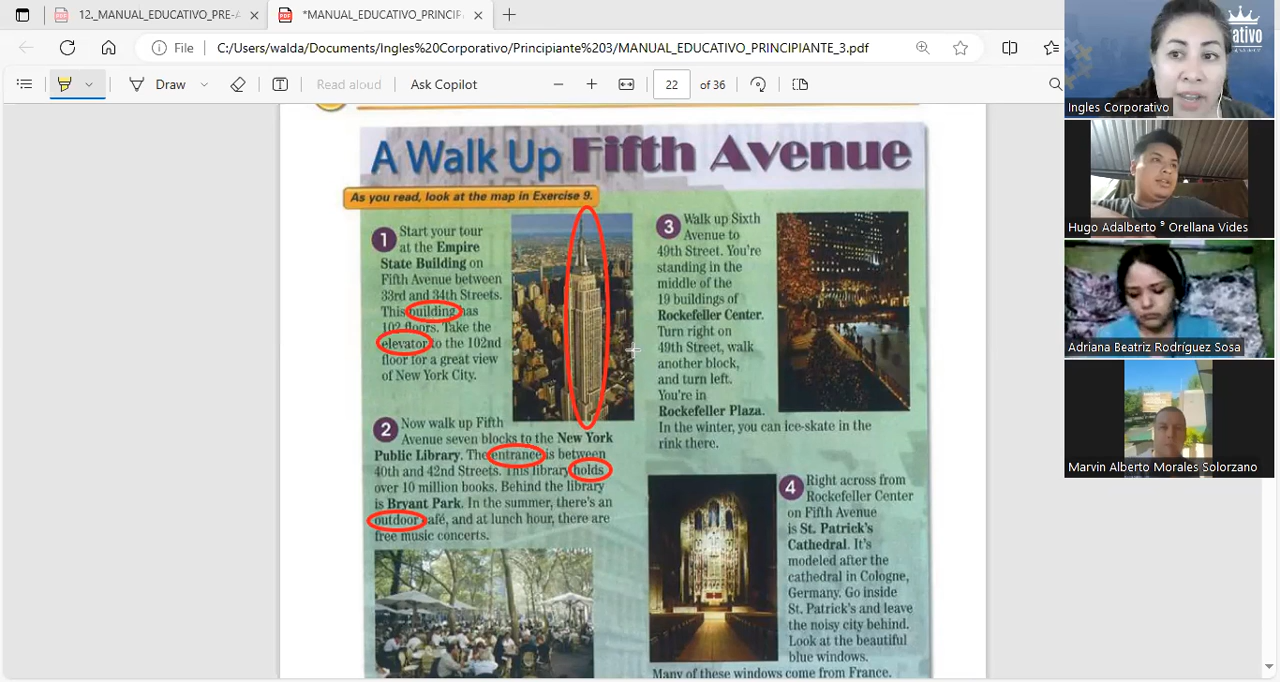 12._MANUAL_EDUCATIVO_PRE-A
*MANUAL_EDUCATIVO_PRINCIP
File
C:/Users/walda/Documents/Ingles%20Corporativo/Principiante%203/MANUAL_EDUCATIVO_PRINCIPIANTE_3.pdf
Draw
Read aloud
Ask Copilot
22
of 36
A Walk Up Fifth Avenue
As you read, look at the map in Exercise 9.
1 Start your tour
at the Empire
State Building on
Fifth Avenue between
33rd and 34th Streets.
This building has
102 floors. Take the
elevator to the 102nd
floor for a great view
of New York City.
2 Now walk up Fifth
Avenue seven blocks to the New York
Public Library. The entrance is between
40th and 42nd Streets. This library holds
over 10 million books. Behind the library
is Bryant Park. In the summer, there's an
outdoor café, and at lunch hour, there are
free music concerts.
3 Walk up Sixth
Avenue to
49th Street. You're
standing in the
middle of the
19 buildings of
Rockefeller Center.
Turn right on
49th Street, walk
another block,
and turn left.
You're in
Rockefeller Plaza.
In the winter, you can ice-skate in the
rink there.
4 Right across from
Rockefeller Center
on Fifth Avenue
is St. Patrick's
Cathedral. It's
modeled after the
cathedral in Cologne,
Germany. Go inside
St. Patrick's and leave
the noisy city behind.
Look at the beautiful
blue windows.
Many of these windows come from France.
ativo
Ingles Corporativo
Hugo Adalberto ⁹ Orellana Vides
Adriana Beatriz Rodríguez Sosa
Marvin Alberto Morales Solorzano